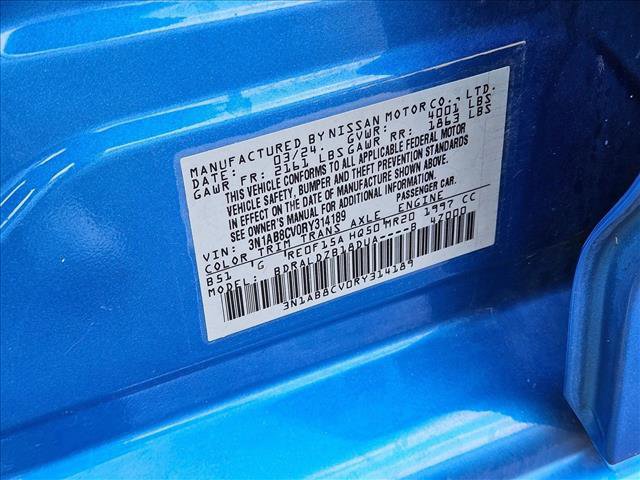 MANUFACTURED BY NISSAN MOTOR CO., LTD.
DATE: 03/24 GVWR: 4001 LBS
GAWR FR: 2161 LBS GAWR RR: 1863 LBS
THIS VEHICLE CONFORMS TO ALL APPLICABLE FEDERAL MOTOR
VEHICLE SAFETY, BUMPER AND THEFT PREVENTION STANDARDS
IN EFFECT ON THE DATE OF MANUFACTURE SHOWN ABOVE.
SEE OWNER'S MANUAL FOR ADDITIONAL INFORMATION.
VIN: 3N1AB8CV0RY314189 PASSENGER CAR.
COLOR TRIM TRANS AXLE ENGINE
B51 'G 'RE0F15A HQ50 MR20 1997 CC
MODEL: BDRALDZB18DUA----B 4Z000
3N1AB8CV0RY314189